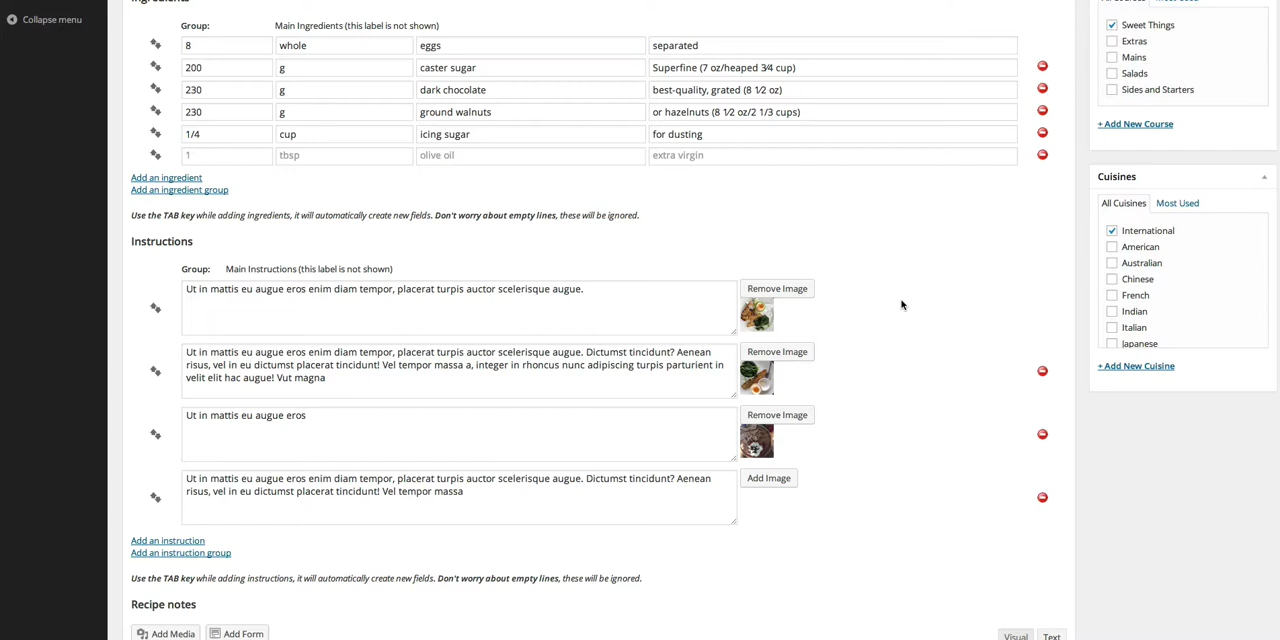 Collapse menu
Ingredients
Group: Main Ingredients (this label is not shown)
8 whole eggs separated
200 g caster sugar Superfine (7 oz/heaped 3⁄4 cup)
230 g dark chocolate best-quality, grated (8 1⁄2 oz)
230 g ground walnuts or hazelnuts (8 1⁄2 oz/2 1/3 cups)
1/4 cup icing sugar for dusting
1 tbsp olive oil extra virgin
Add an ingredient
Add an ingredient group
Use the TAB key while adding ingredients, it will automatically create new fields. Don't worry about empty lines, these will be ignored.
Instructions
Group: Main Instructions (this label is not shown)
Ut in mattis eu augue eros enim diam tempor, placerat turpis auctor scelerisque augue.
Remove Image
Ut in mattis eu augue eros enim diam tempor, placerat turpis auctor scelerisque augue. Dictumst tincidunt? Aenean
risus, vel in eu dictumst placerat tincidunt! Vel tempor massa a, integer in rhoncus nunc adipiscing turpis parturient in
velit elit hac augue! Vut magna
Remove Image
Ut in mattis eu augue eros
Remove Image
Ut in mattis eu augue eros enim diam tempor, placerat turpis auctor scelerisque augue. Dictumst tincidunt? Aenean
risus, vel in eu dictumst placerat tincidunt! Vel tempor massa
Add Image
Add an instruction
Add an instruction group
Use the TAB key while adding instructions, it will automatically create new fields. Don't worry about empty lines, these will be ignored.
Recipe notes
Add Media Add Form Visual Text
All Courses Most Used
Sweet Things
Extras
Mains
Salads
Sides and Starters
+ Add New Course
Cuisines
All Cuisines Most Used
International
American
Australian
Chinese
French
Indian
Italian
Japanese
+ Add New Cuisine